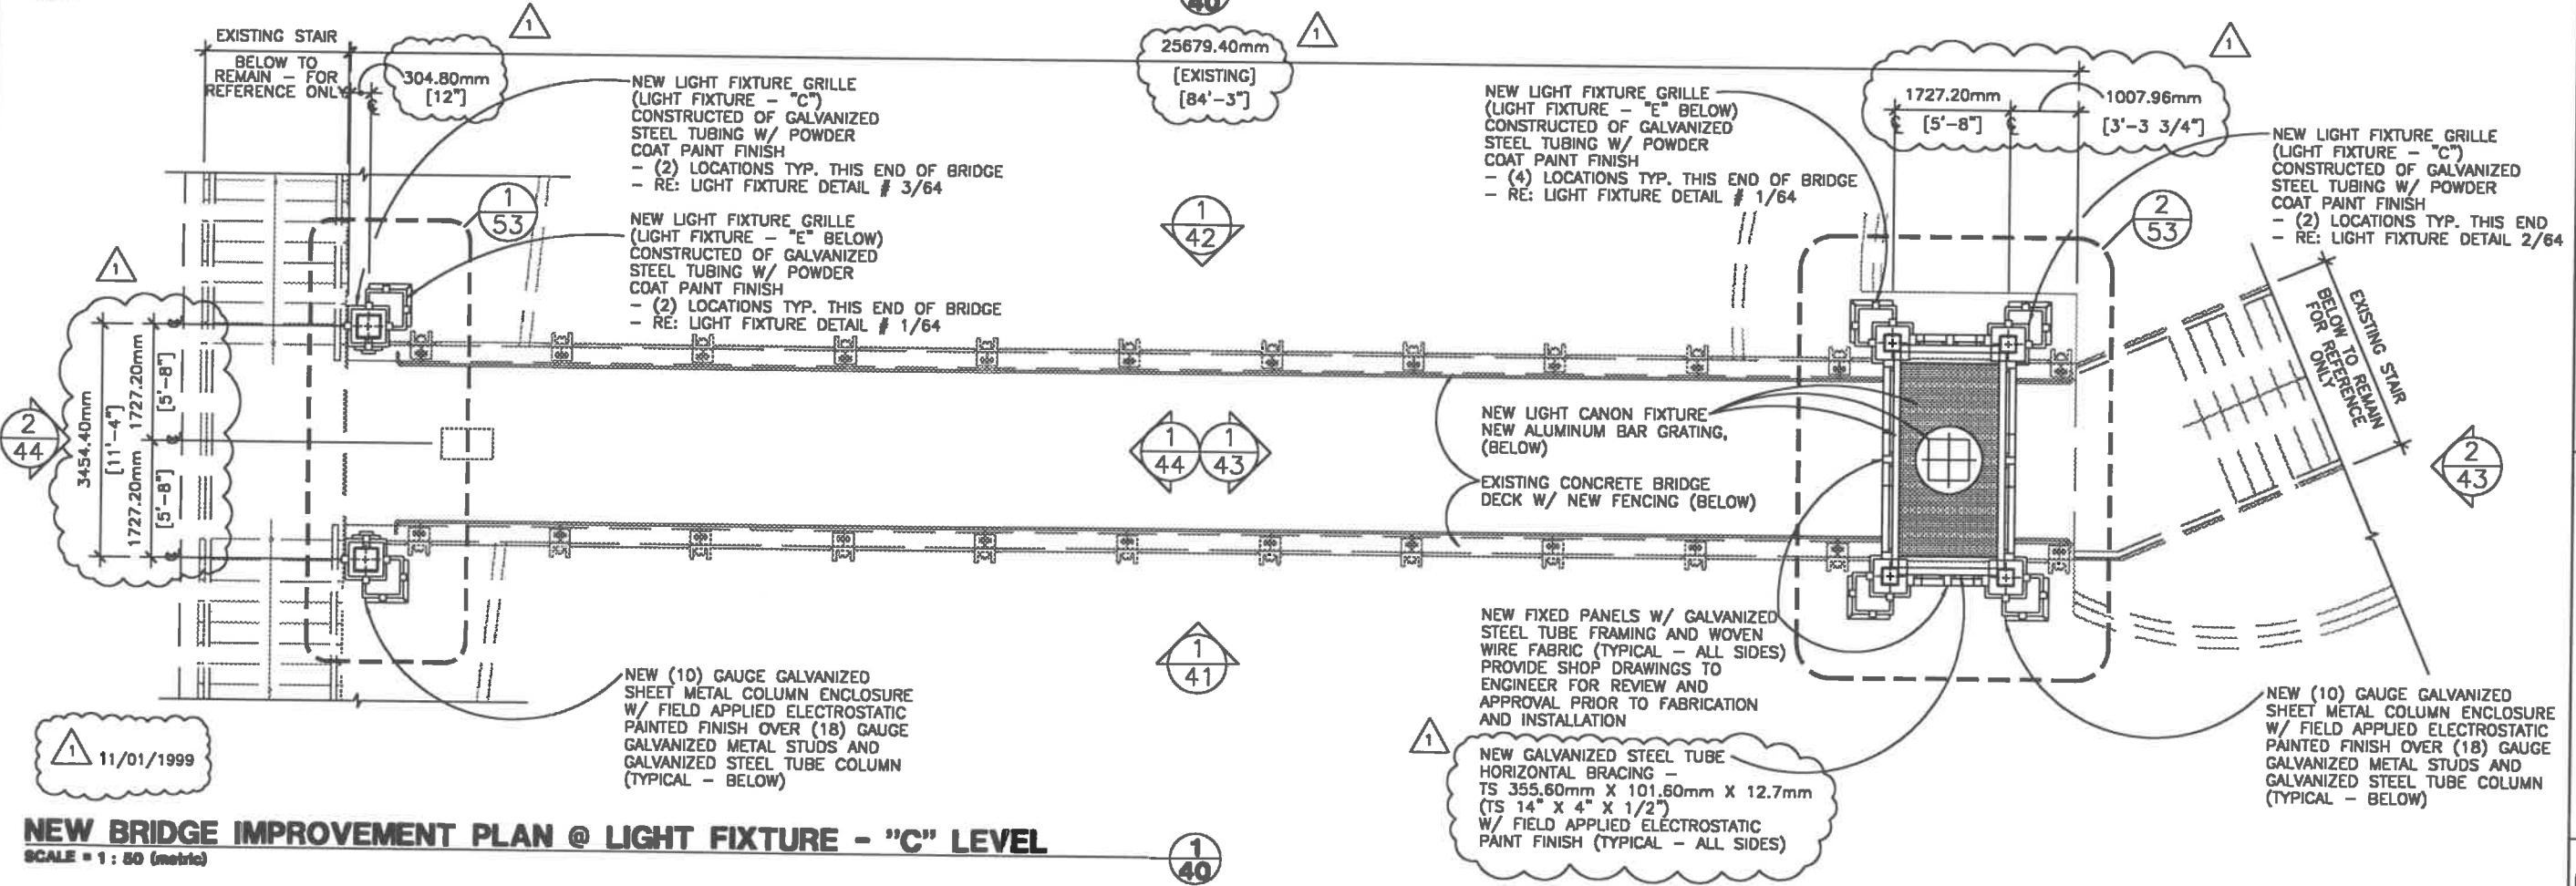 40
1
1
1
EXISTING STAIR
BELOW TO
REMAIN – FOR
REFERENCE ONLY
304.80mm
[12"]
25679.40mm
[EXISTING]
[84'-3"]
1727.20mm
[5'-8"]
1007.96mm
[3'-3 3/4"]
NEW LIGHT FIXTURE GRILLE
(LIGHT FIXTURE – "C")
CONSTRUCTED OF GALVANIZED
STEEL TUBING W/ POWDER
COAT PAINT FINISH
– (2) LOCATIONS TYP. THIS END OF BRIDGE
– RE: LIGHT FIXTURE DETAIL # 3/64
NEW LIGHT FIXTURE GRILLE
(LIGHT FIXTURE – "E" BELOW)
CONSTRUCTED OF GALVANIZED
STEEL TUBING W/ POWDER
COAT PAINT FINISH
– (2) LOCATIONS TYP. THIS END OF BRIDGE
– RE: LIGHT FIXTURE DETAIL # 1/64
1
53
1
42
NEW LIGHT FIXTURE GRILLE
(LIGHT FIXTURE – "E" BELOW)
CONSTRUCTED OF GALVANIZED
STEEL TUBING W/ POWDER
COAT PAINT FINISH
– (4) LOCATIONS TYP. THIS END OF BRIDGE
– RE: LIGHT FIXTURE DETAIL # 1/64
NEW LIGHT FIXTURE GRILLE
(LIGHT FIXTURE – "C")
CONSTRUCTED OF GALVANIZED
STEEL TUBING W/ POWDER
COAT PAINT FINISH
– (2) LOCATIONS TYP. THIS END
– RE: LIGHT FIXTURE DETAIL 2/64
2
53
EXISTING STAIR
BELOW TO REMAIN
FOR REFERENCE
ONLY
1
3454.40mm
[11'-4"]
1727.20mm
[5'-8"]
1727.20mm
[5'-8"]
2
44
1
44
1
43
2
43
NEW LIGHT CANON FIXTURE
NEW ALUMINUM BAR GRATING,
(BELOW)
EXISTING CONCRETE BRIDGE
DECK W/ NEW FENCING (BELOW)
1
41
NEW FIXED PANELS W/ GALVANIZED
STEEL TUBE FRAMING AND WOVEN
WIRE FABRIC (TYPICAL – ALL SIDES)
PROVIDE SHOP DRAWINGS TO
ENGINEER FOR REVIEW AND
APPROVAL PRIOR TO FABRICATION
AND INSTALLATION
NEW (10) GAUGE GALVANIZED
SHEET METAL COLUMN ENCLOSURE
W/ FIELD APPLIED ELECTROSTATIC
PAINTED FINISH OVER (18) GAUGE
GALVANIZED METAL STUDS AND
GALVANIZED STEEL TUBE COLUMN
(TYPICAL – BELOW)
1
NEW GALVANIZED STEEL TUBE
HORIZONTAL BRACING –
TS 355.60mm X 101.60mm X 12.7mm
(TS 14" X 4" X 1/2")
W/ FIELD APPLIED ELECTROSTATIC
PAINT FINISH (TYPICAL – ALL SIDES)
NEW (10) GAUGE GALVANIZED
SHEET METAL COLUMN ENCLOSURE
W/ FIELD APPLIED ELECTROSTATIC
PAINTED FINISH OVER (18) GAUGE
GALVANIZED METAL STUDS AND
GALVANIZED STEEL TUBE COLUMN
(TYPICAL – BELOW)
1 11/01/1999
NEW BRIDGE IMPROVEMENT PLAN @ LIGHT FIXTURE - "C" LEVEL
SCALE = 1 : 50 (metric)
1
40